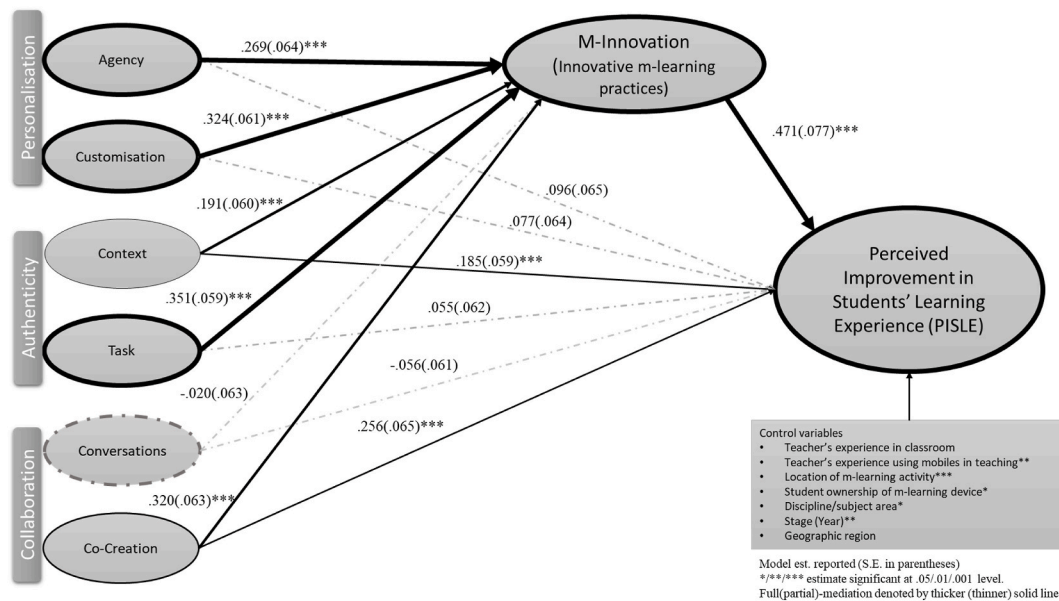 Personalisation
Agency
Customisation
Authenticity
Context
Task
Collaboration
Conversations
Co-Creation
M-Innovation
(Innovative m-learning
practices)
Perceived
Improvement in
Students' Learning
Experience (PISLE)
.269(.064)***
.324(.061)***
.191(.060)***
.351(.059)***
-.020(.063)
.320(.063)***
.471(.077)***
.096(.065)
.077(.064)
.185(.059)***
.055(.062)
-.056(.061)
.256(.065)***
Control variables
• Teacher's experience in classroom
• Teacher's experience using mobiles in teaching**
• Location of m-learning activity***
• Student ownership of m-learning device*
• Discipline/subject area*
• Stage (Year)**
• Geographic region
Model est. reported (S.E. in parentheses)
*/**/*** estimate significant at .05/.01/.001 level.
Full(partial)-mediation denoted by thicker (thinner) solid line